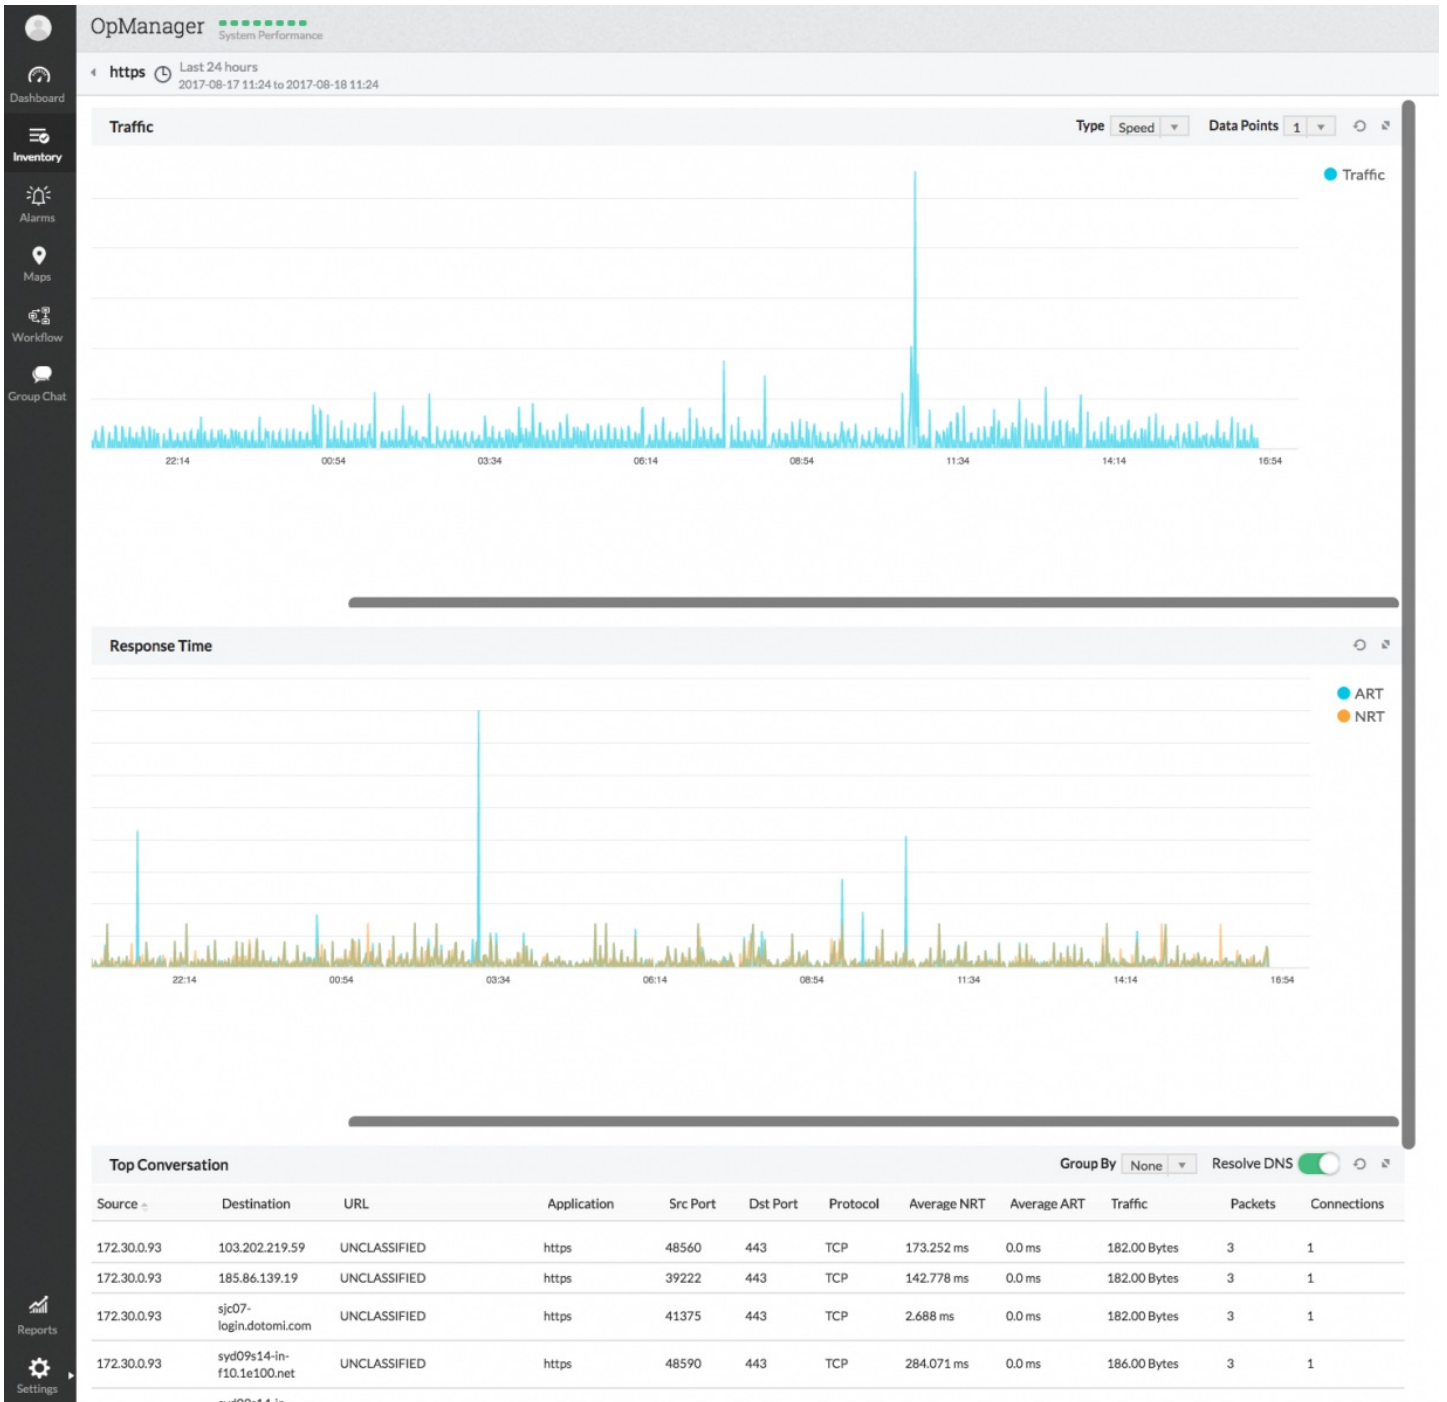 OpManager
System Performance
https
Last 24 hours
2017-08-17 11:24 to 2017-08-18 11:24
Dashboard
Inventory
Alarms
Maps
Workflow
Group Chat
Reports
Settings
Traffic
Type Speed Data Points 1
Traffic
22:14 00:54 03:34 06:14 08:54 11:34 14:14 16:54
Response Time
ART
NRT
22:14 00:54 03:34 06:14 08:54 11:34 14:14 16:54
Top Conversation Group By None Resolve DNS
Source Destination URL Application Src Port Dst Port Protocol Average NRT Average ART Traffic Packets Connections
172.30.0.93 103.202.219.59 UNCLASSIFIED https 48560 443 TCP 173.252 ms 0.0 ms 182.00 Bytes 3 1
172.30.0.93 185.86.139.19 UNCLASSIFIED https 39222 443 TCP 142.778 ms 0.0 ms 182.00 Bytes 3 1
sjc07-
172.30.0.93 login.dotomi.com UNCLASSIFIED https 41375 443 TCP 2.688 ms 0.0 ms 182.00 Bytes 3 1
syd09s14-in-
172.30.0.93 f10.1e100.net UNCLASSIFIED https 48590 443 TCP 284.071 ms 0.0 ms 186.00 Bytes 3 1